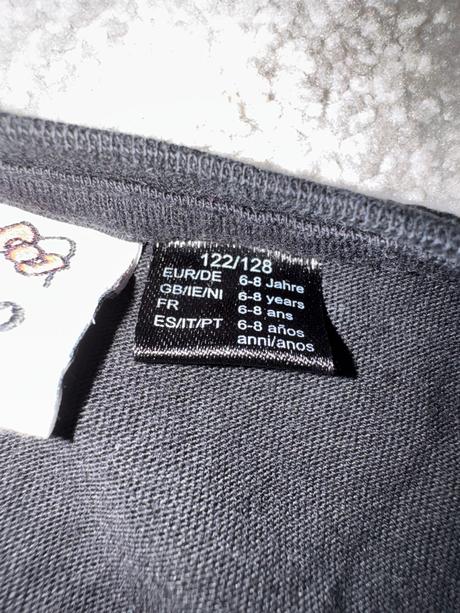 122/128
EUR/DE 6-8 Jahre
GB/IE/NI 6-8 years
FR 6-8 ans
ES/IT/PT 6-8 años
anni/anos